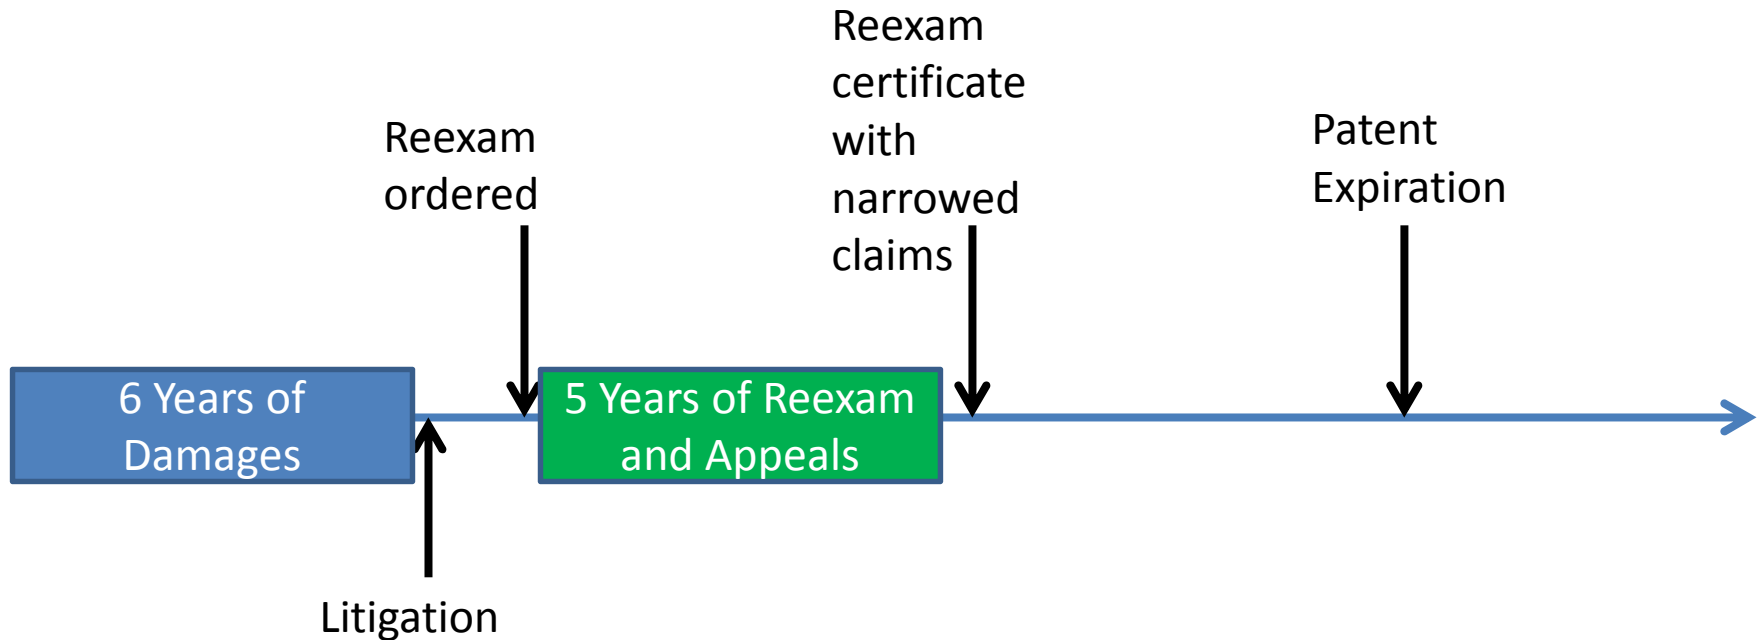 Reexam
certificate
with
narrowed
claims
Reexam
ordered
Patent
Expiration
6 Years of
Damages
5 Years of Reexam
and Appeals
Litigation